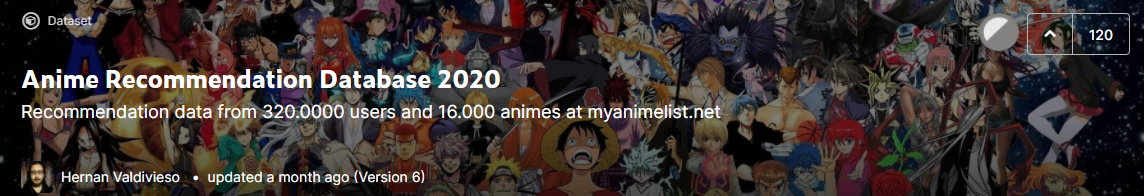 Dataset
120
Anime Recommendation Database 2020
Recommendation data from 320.0000 users and 16.000 animes at myanimelist.net
Hernan Valdivieso • updated a month ago (Version 6)